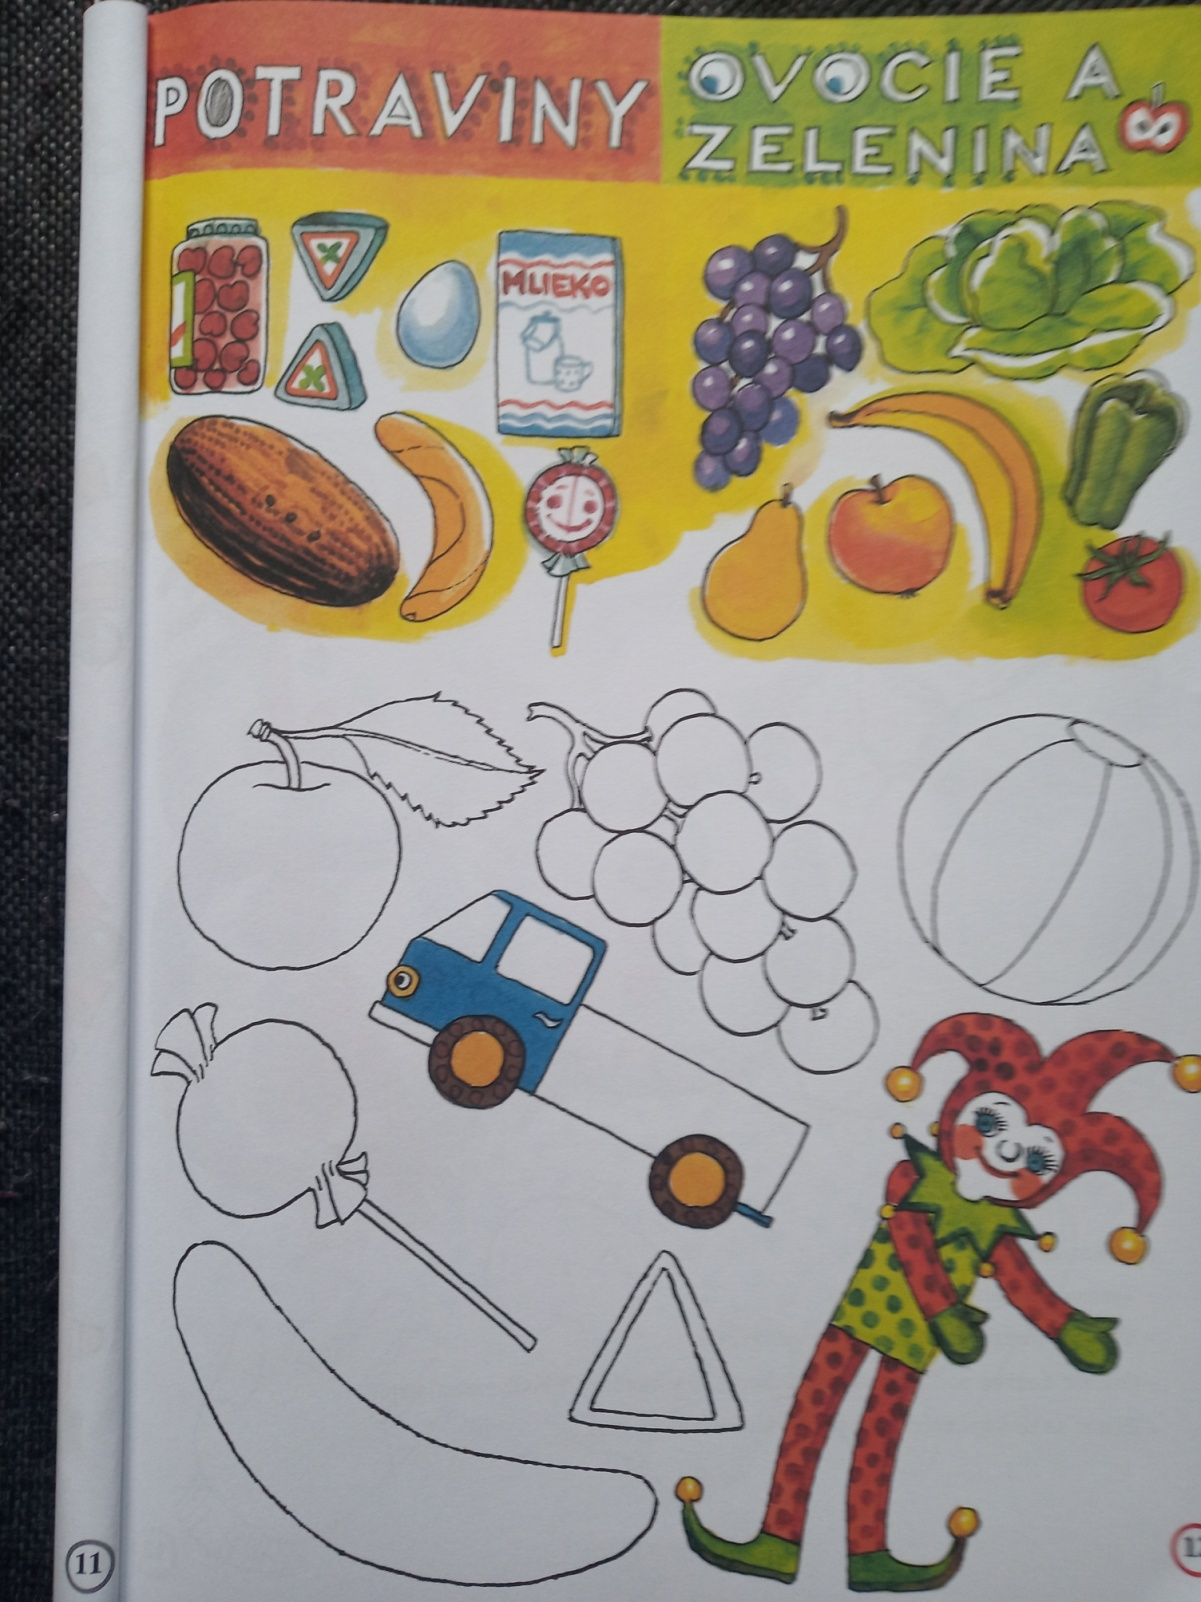 POTRAVINY
OVOCIE A
ZELENINA
MLIEKO
11